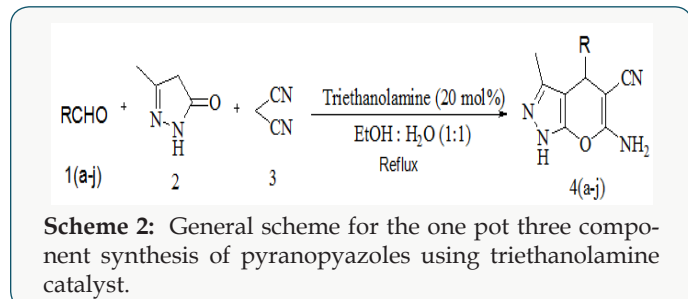 R
CN
RCHO + + CN Triethanolamine (20 mol%) CN
N O EtOH : H₂O (1:1) N
N CN Reflux N O NH₂
H H
1(a-j) 2 3 4(a-j)
Scheme 2: General scheme for the one pot three compo-
nent synthesis of pyranopyazoles using triethanolamine
catalyst.